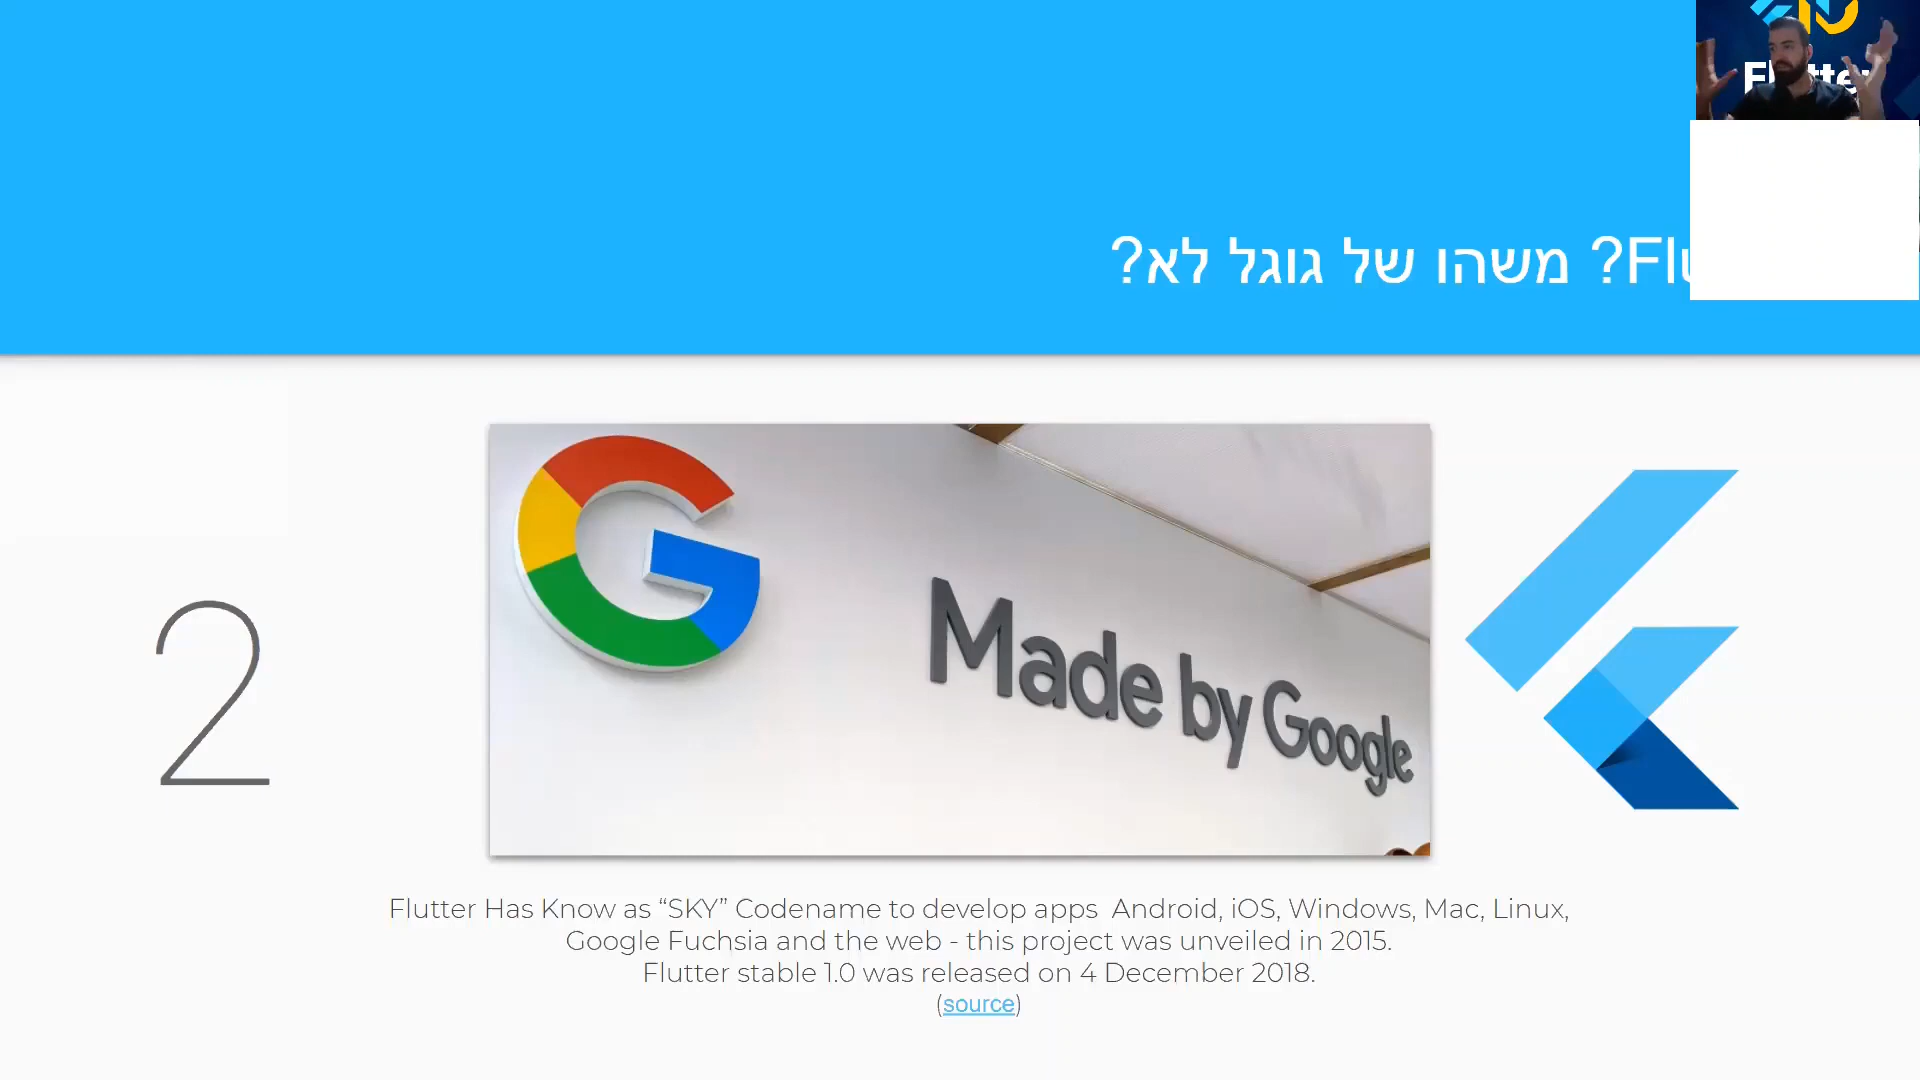 משהו של גוגל לא?
2
Made by Google
Flutter Has Know as “SKY” Codename to develop apps  Android, iOS, Windows, Mac, Linux,
Google Fuchsia and the web - this project was unveiled in 2015.
Flutter stable 1.0 was released on 4 December 2018.
(source)